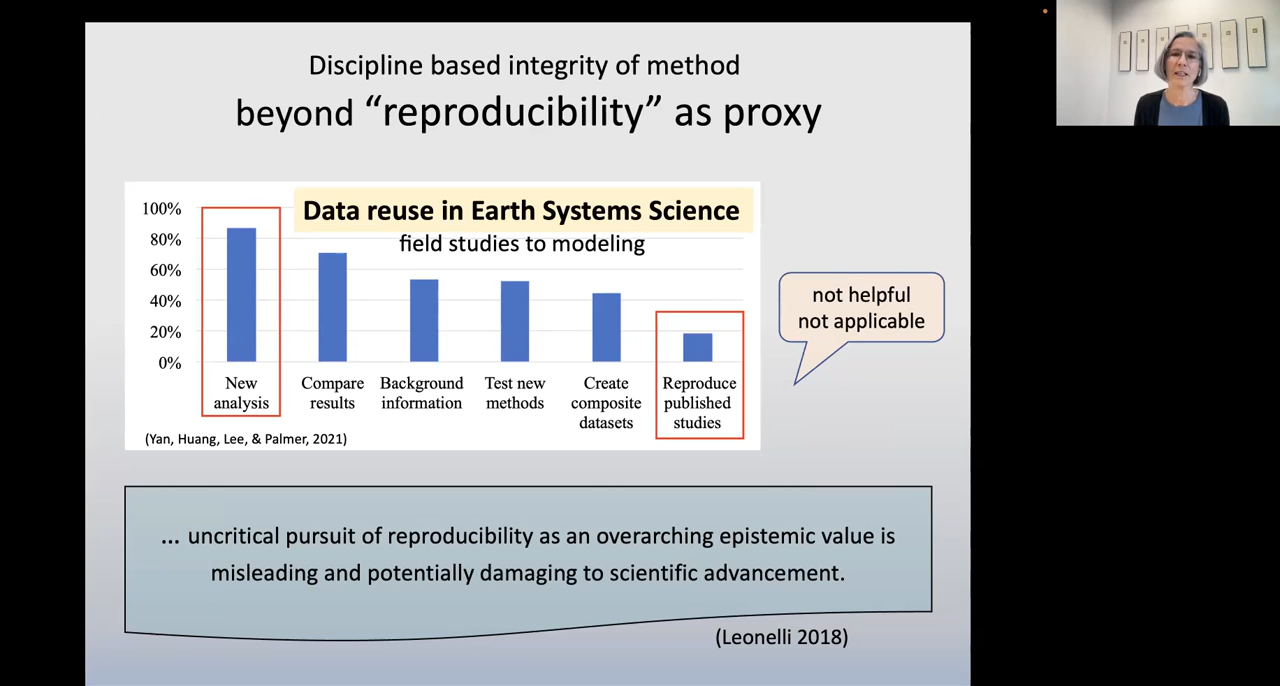 Discipline based integrity of method
beyond “reproducibility” as proxy
Data reuse in Earth Systems Science
field studies to modeling
100%
80%
60%
40%
20%
0%
New analysis
Compare results
Background information
Test new methods
Create composite datasets
Reproduce published studies
(Yan, Huang, Lee, & Palmer, 2021)
not helpful
not applicable
... uncritical pursuit of reproducibility as an overarching epistemic value is
misleading and potentially damaging to scientific advancement.
(Leonelli 2018)